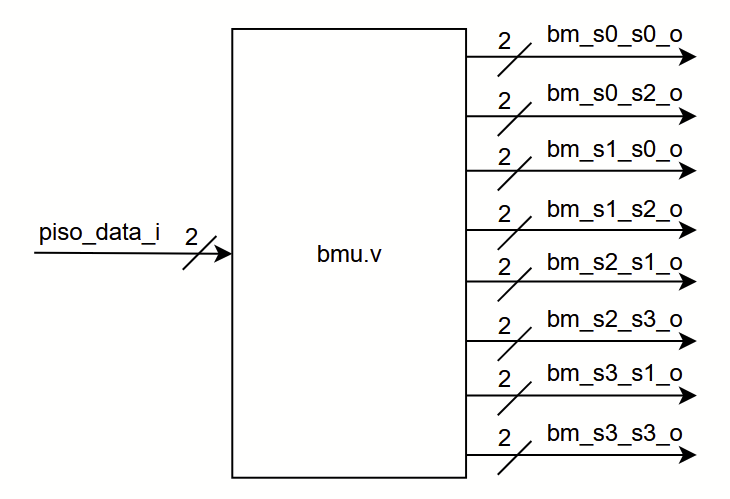 2 bm_s0_s0_o
2 bm_s0_s2_o
2 bm_s1_s0_o
2 bm_s1_s2_o
piso_data_i 2
bmu.v
2 bm_s2_s1_o
2 bm_s2_s3_o
2 bm_s3_s1_o
2 bm_s3_s3_o